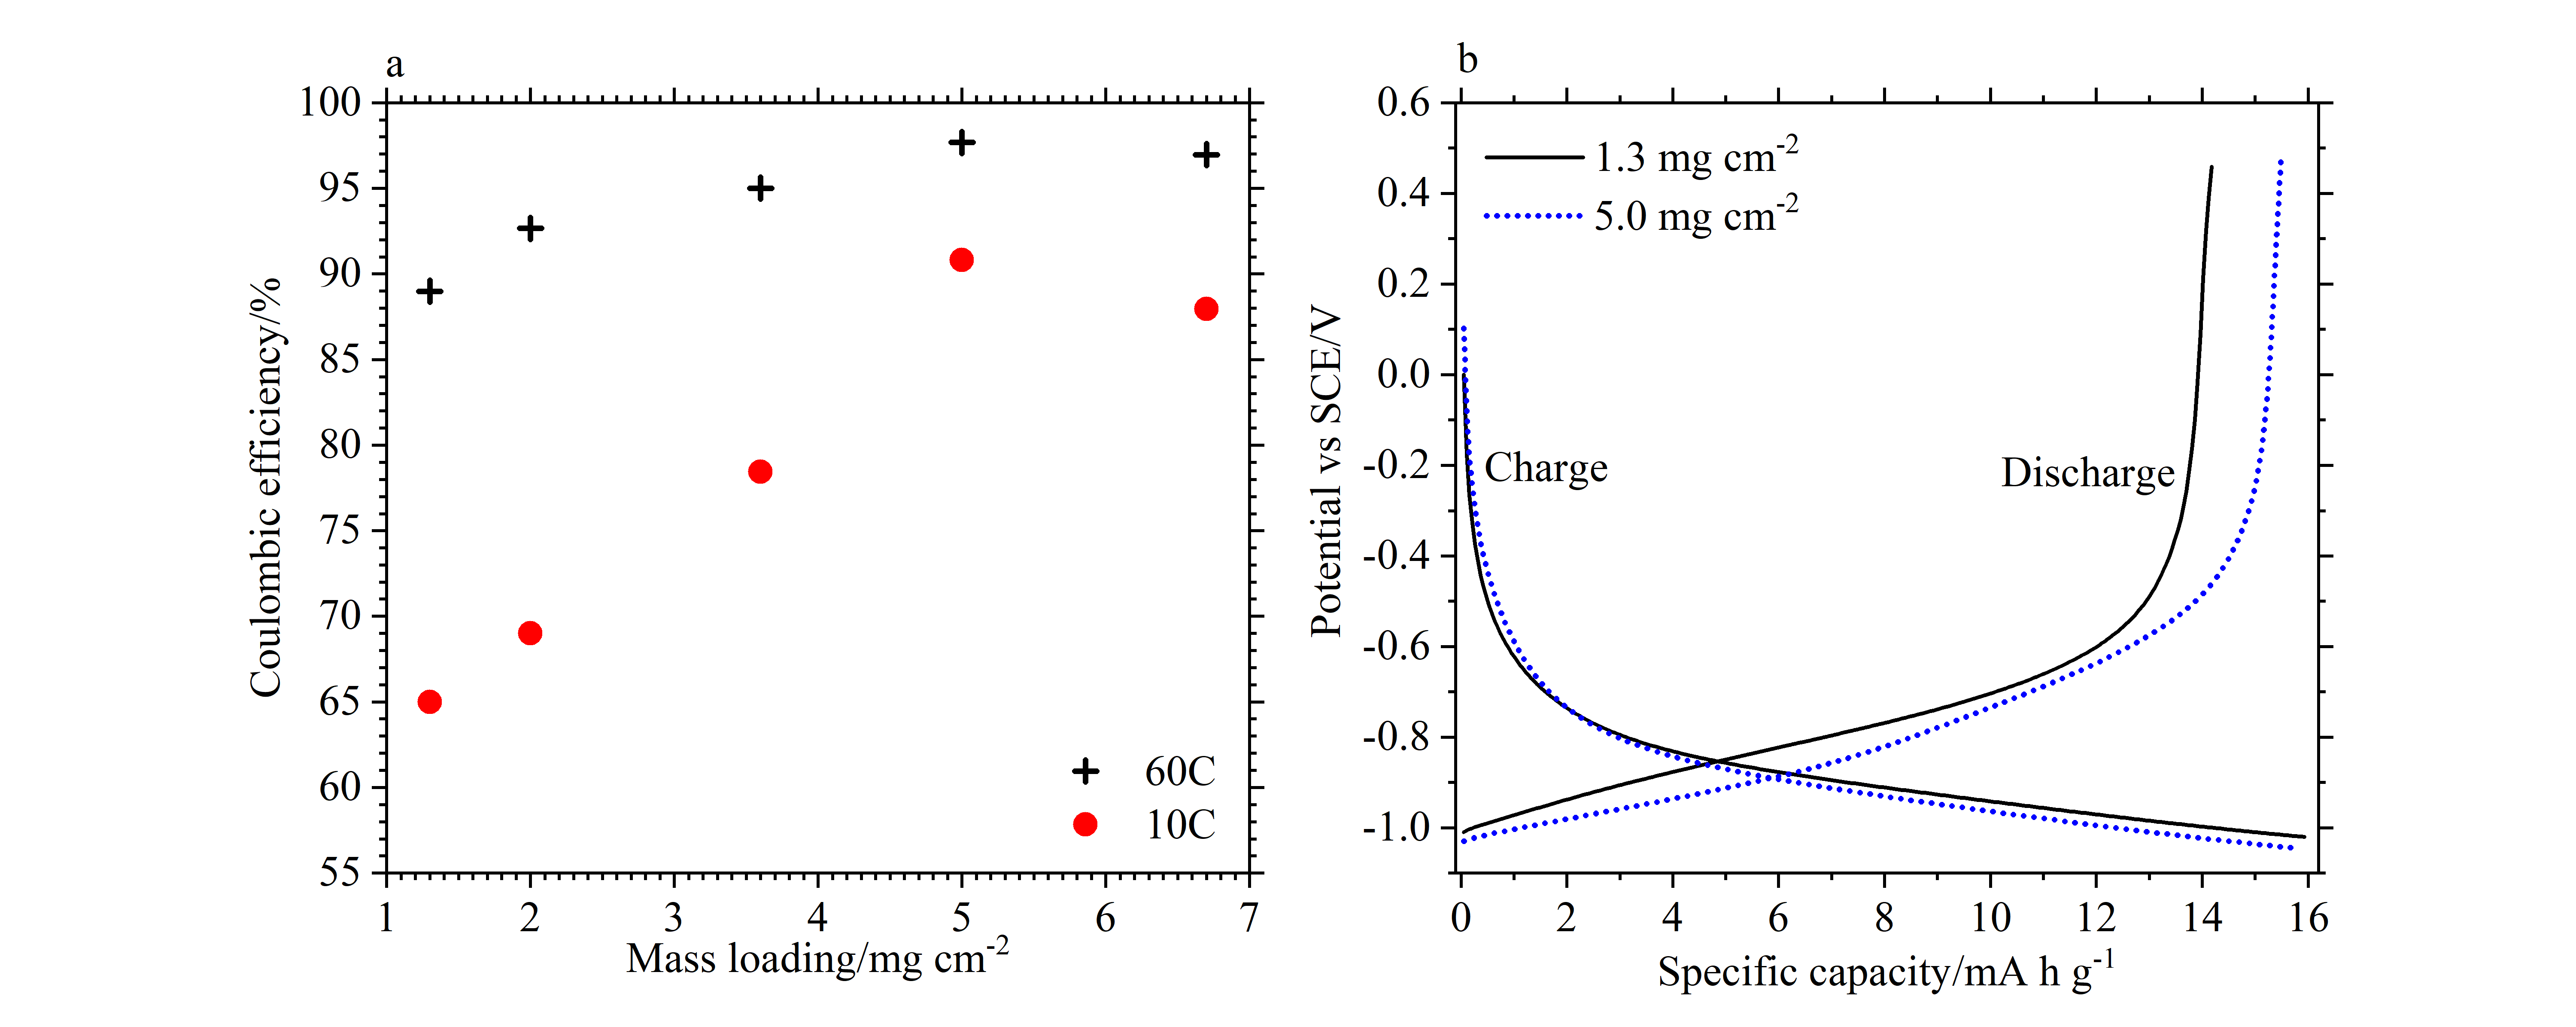 a
100
95
90
85
80
75
70
65
60
55
Coulombic efficiency/%
60C
10C
1 2 3 4 5 6 7
Mass loading/mg cm⁻²
b
0.6
0.4
0.2
0.0
-0.2
-0.4
-0.6
-0.8
-1.0
Potential vs SCE/V
1.3 mg cm⁻²
5.0 mg cm⁻²
Charge
Discharge
0 2 4 6 8 10 12 14 16
Specific capacity/mA h g⁻¹